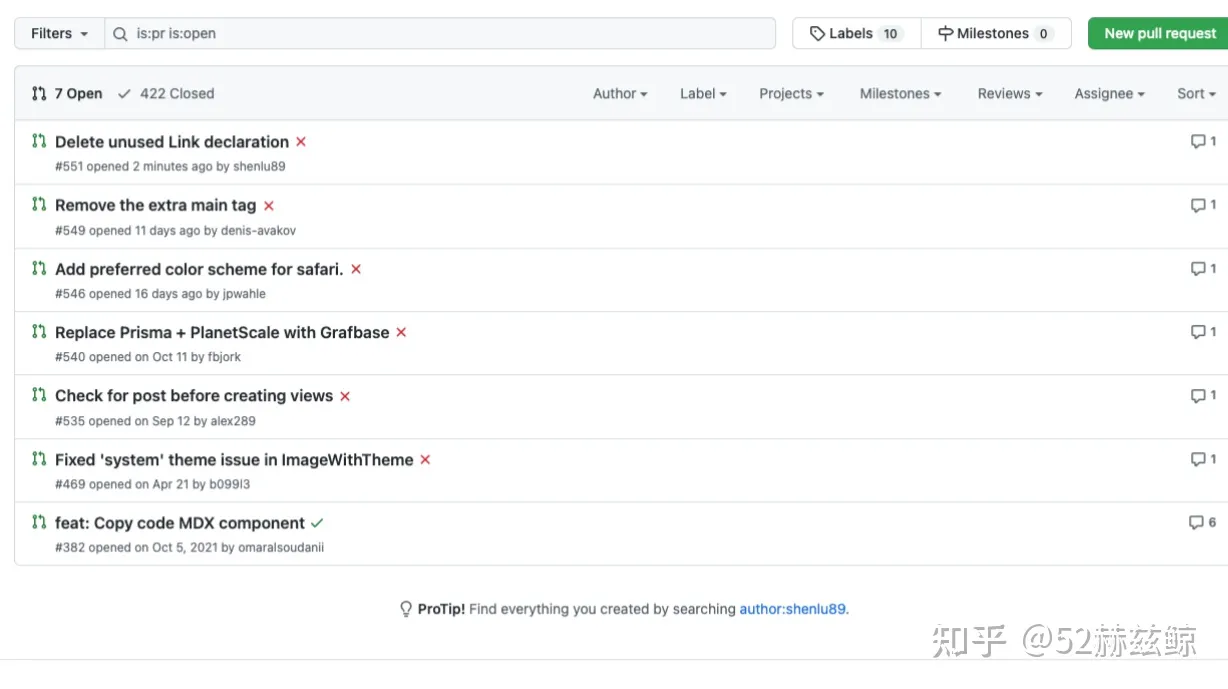 Filters is:pr is:open Labels 10 Milestones 0 New pull request
7 Open 422 Closed Author Label Projects Milestones Reviews Assignee Sort
Delete unused Link declaration 1
#551 opened 2 minutes ago by shenlu89
Remove the extra main tag 1
#549 opened 11 days ago by denis-avakov
Add preferred color scheme for safari. 1
#546 opened 16 days ago by jpwahle
Replace Prisma + PlanetScale with Grafbase 1
#540 opened on Oct 11 by fbjork
Check for post before creating views 1
#535 opened on Sep 12 by alex289
Fixed 'system' theme issue in ImageWithTheme 1
#469 opened on Apr 21 by b099l3
feat: Copy code MDX component 6
#382 opened on Oct 5, 2021 by omaralsoudanii
ProTip! Find everything you created by searching author:shenlu89.
知乎 @52赫兹鲸